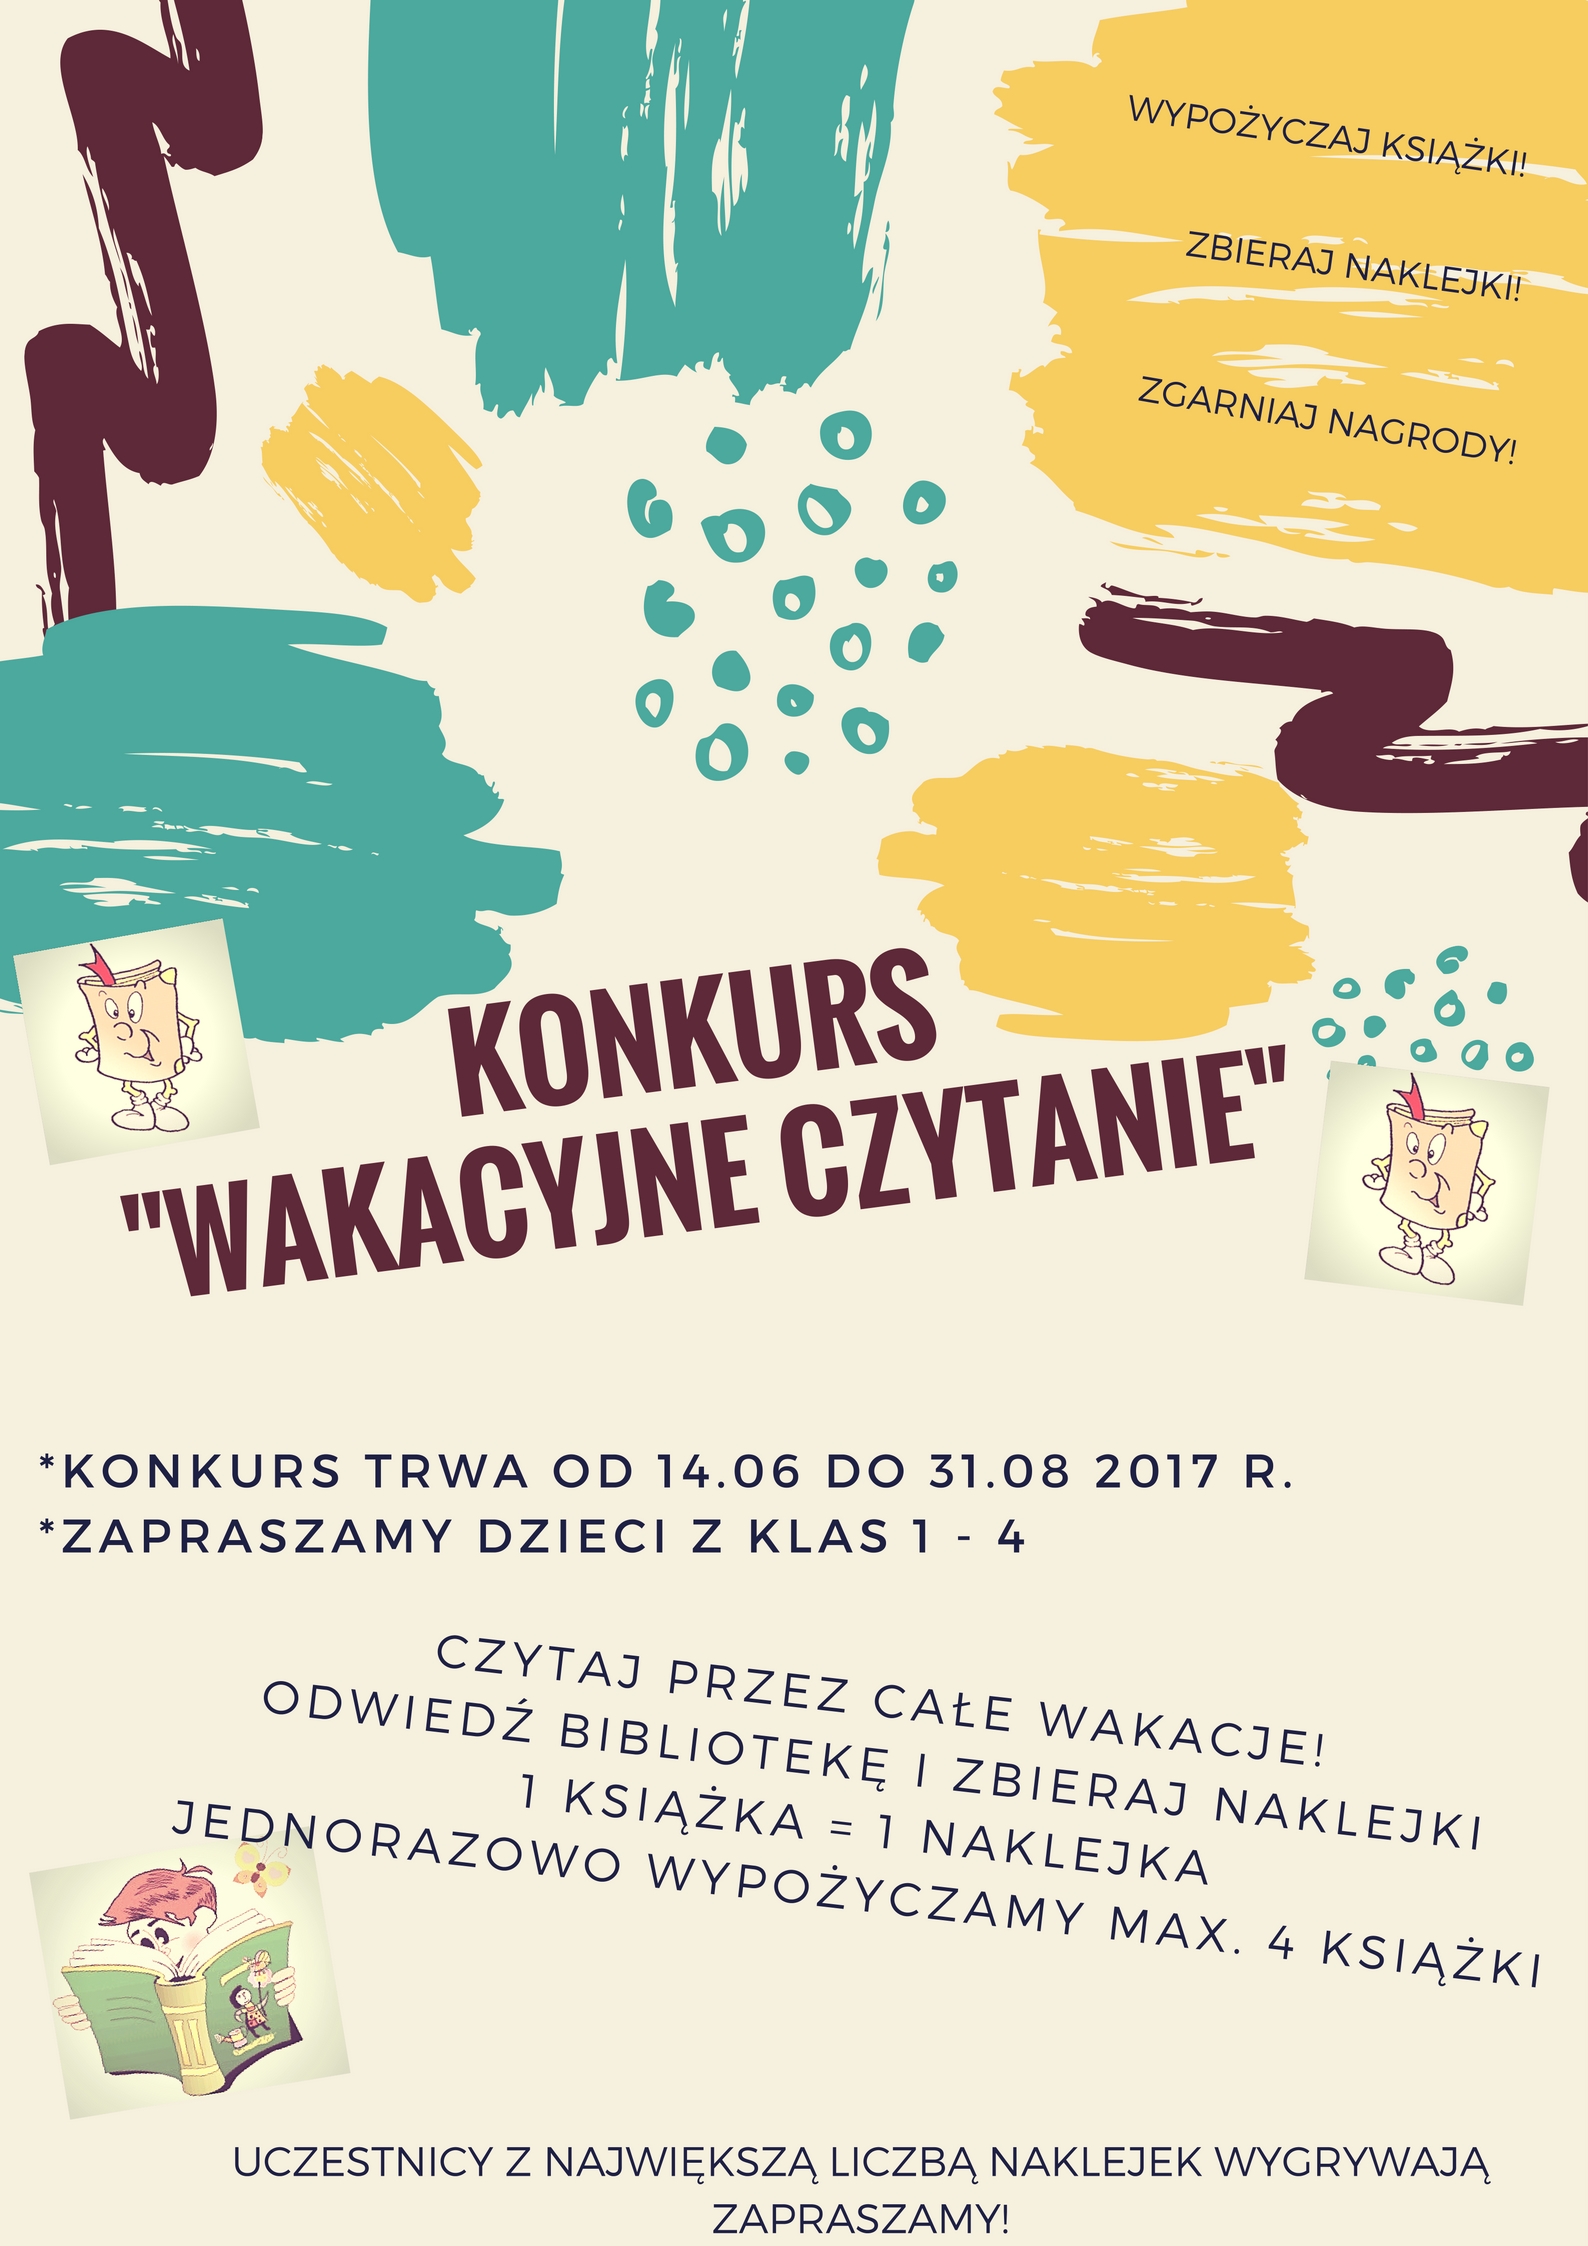 WYPOŻYCZAJ KSIĄŻKI!
ZBIERAJ NAKLEJKI!
ZGARNIAJ NAGRODY!
KONKURS
"WAKACYJNE CZYTANIE"
*KONKURS TRWA OD 14.06 DO 31.08 2017 R.
*ZAPRASZAMY DZIECI Z KLAS 1 - 4
CZYTAJ PRZEZ CAŁE WAKACJE!
ODWIEDŹ BIBLIOTEKĘ I ZBIERAJ NAKLEJKI
1 KSIĄŻKA = 1 NAKLEJKA
JEDNORAZOWO WYPOŻYCZAMY MAX. 4 KSIĄŻKI
UCZESTNICY Z NAJWIĘKSZĄ LICZBĄ NAKLEJEK WYGRYWAJĄ
ZAPRASZAMY!